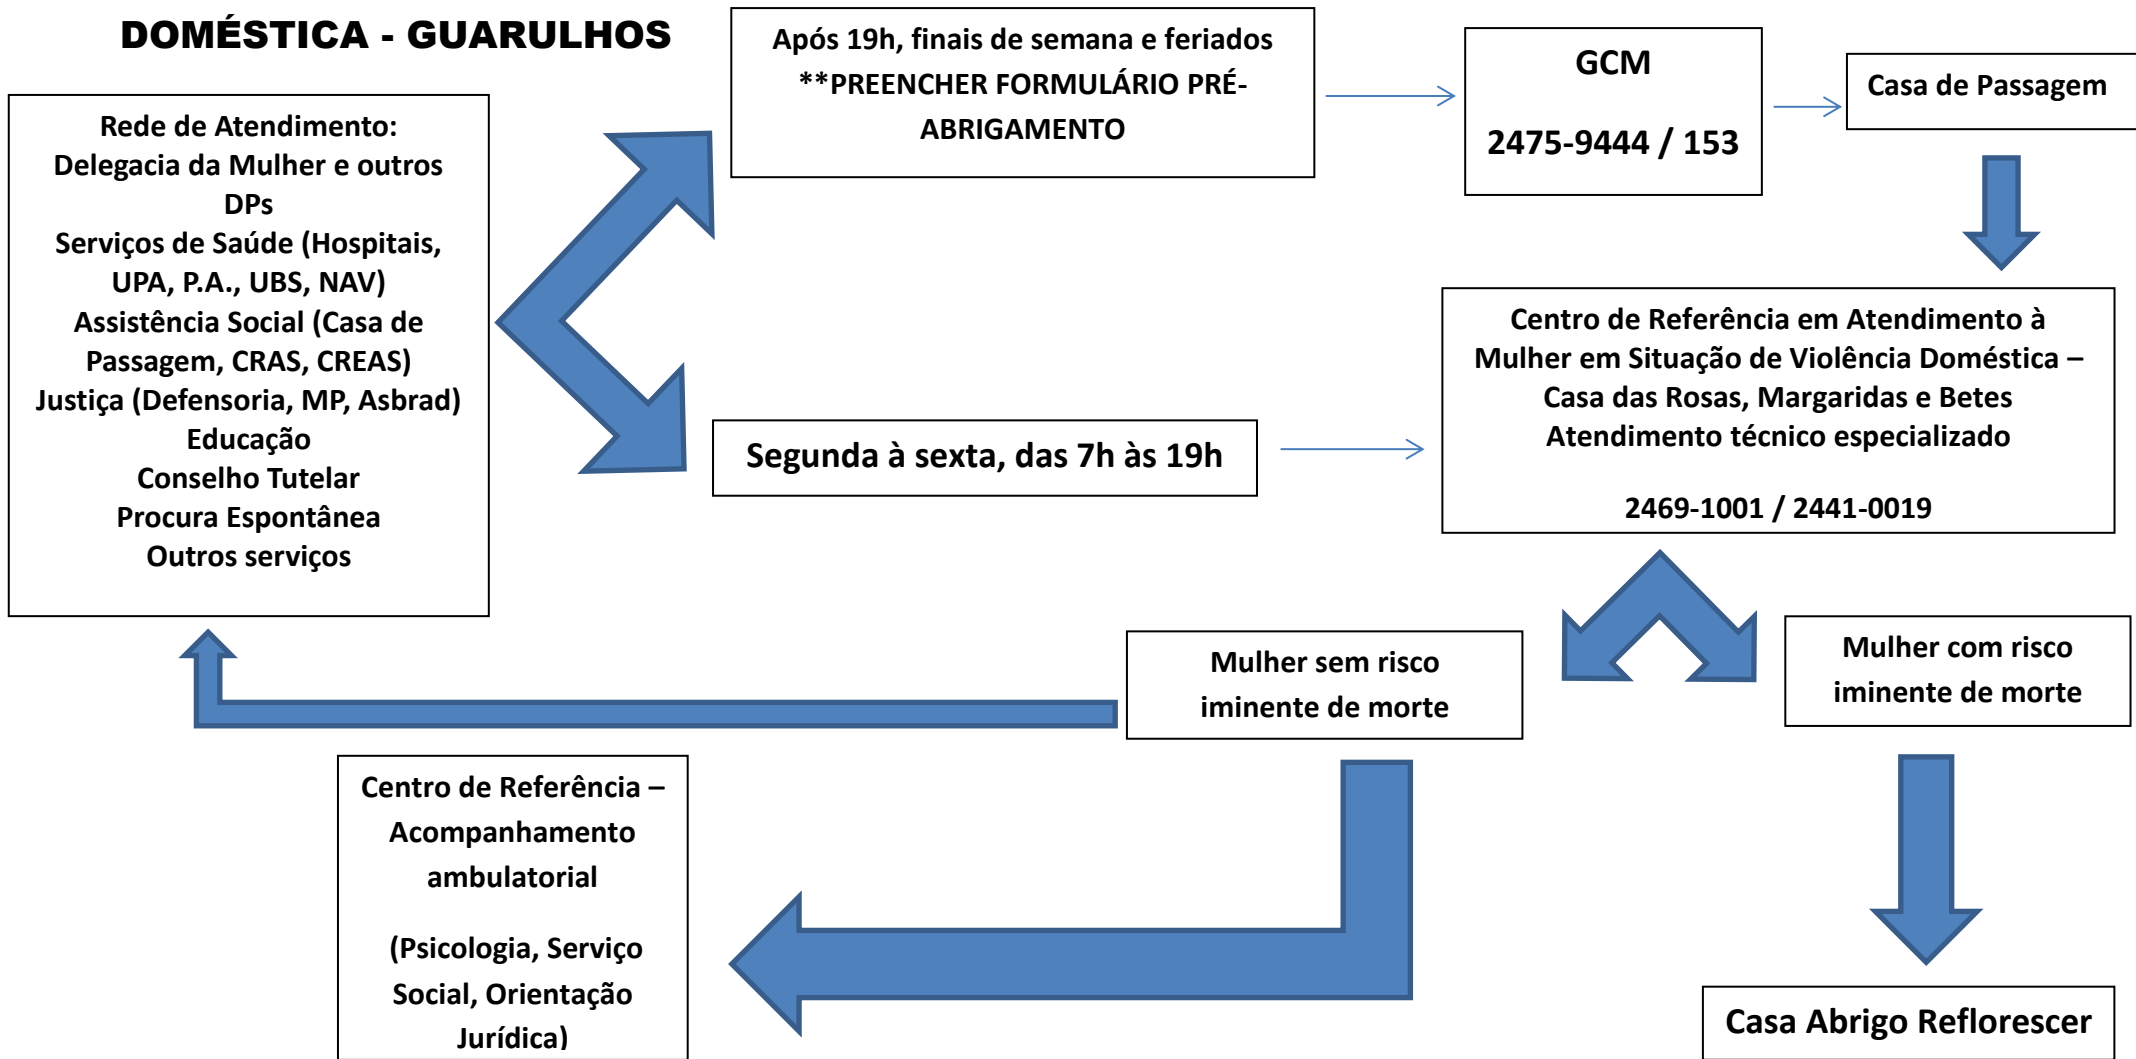 DOMÉSTICA - GUARULHOS
Rede de Atendimento:
Delegacia da Mulher e outros
DPs
Serviços de Saúde (Hospitais,
UPA, P.A., UBS, NAV)
Assistência Social (Casa de
Passagem, CRAS, CREAS)
Justiça (Defensoria, MP, Asbrad)
Educação
Conselho Tutelar
Procura Espontânea
Outros serviços
Após 19h, finais de semana e feriados
**PREENCHER FORMULÁRIO PRÉ-
ABRIGAMENTO
GCM
2475-9444 / 153
Casa de Passagem
Segunda à sexta, das 7h às 19h
Centro de Referência em Atendimento à
Mulher em Situação de Violência Doméstica –
Casa das Rosas, Margaridas e Betes
Atendimento técnico especializado
2469-1001 / 2441-0019
Mulher sem risco
iminente de morte
Mulher com risco
iminente de morte
Centro de Referência –
Acompanhamento
ambulatorial
(Psicologia, Serviço
Social, Orientação
Jurídica)
Casa Abrigo Reflorescer